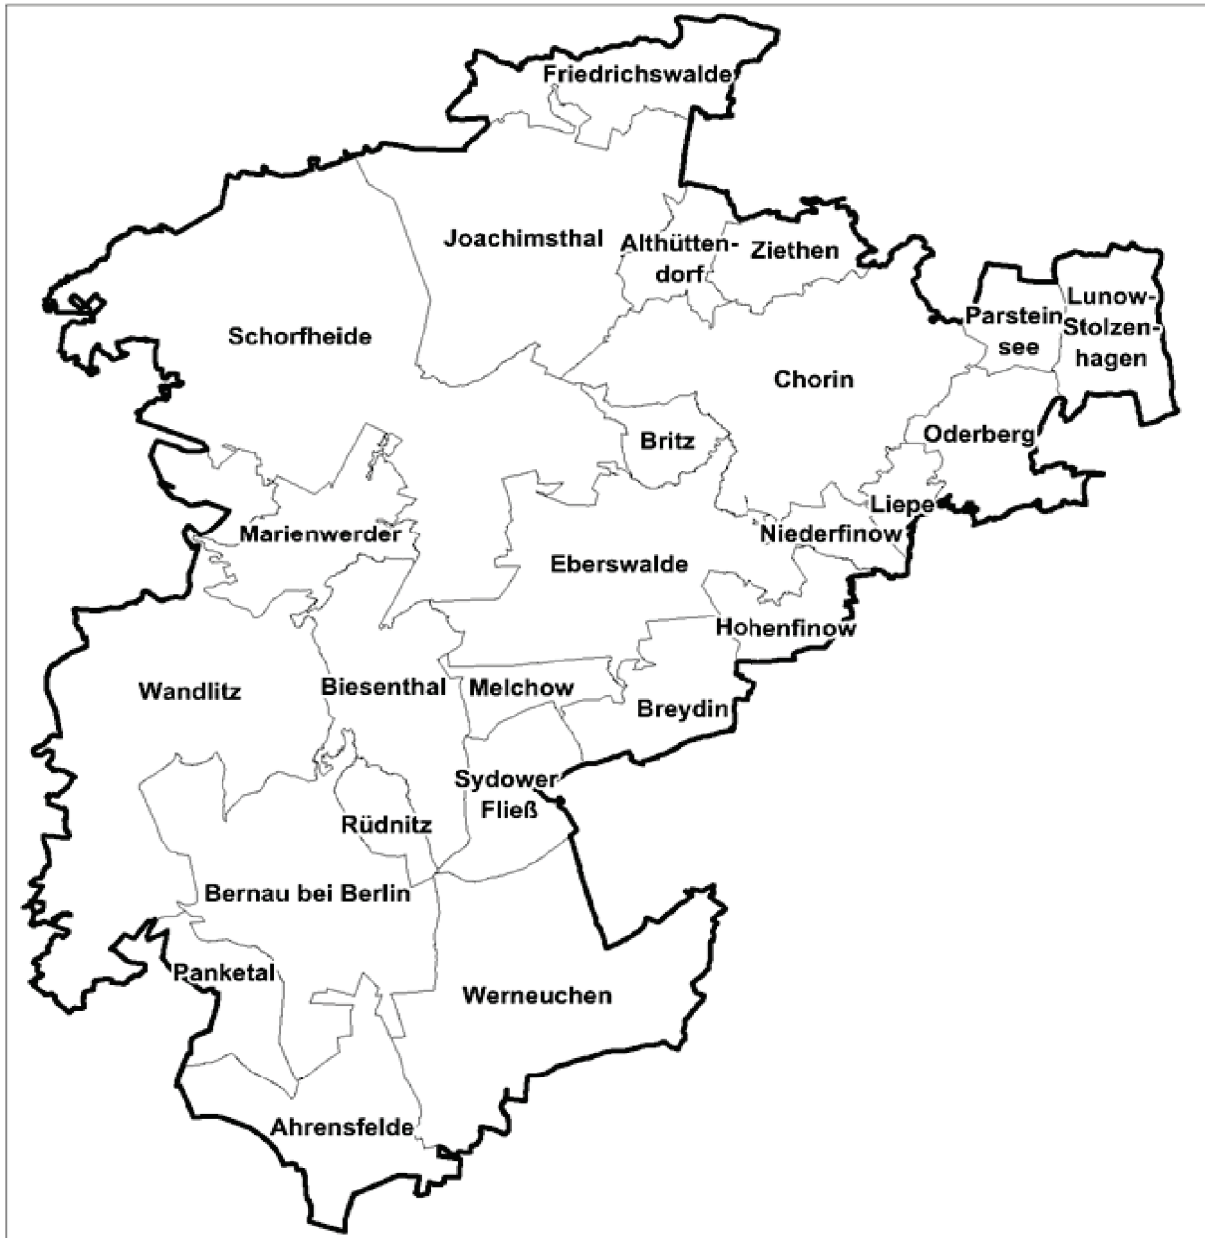 Friedrichswalde
Joachimsthal
Althütten-
dorf
Ziethen
Lunow-
Stolzen-
hagen
Parstein
see
Schorfheide
Chorin
Britz
Oderberg
Liepe
Marienwerder
Niederfinow
Eberswalde
Hohenfinow
Wandlitz
Biesenthal
Melchow
Breydin
Sydower
Fließ
Rüdnitz
Bernau bei Berlin
Panketal
Werneuchen
Ahrensfelde